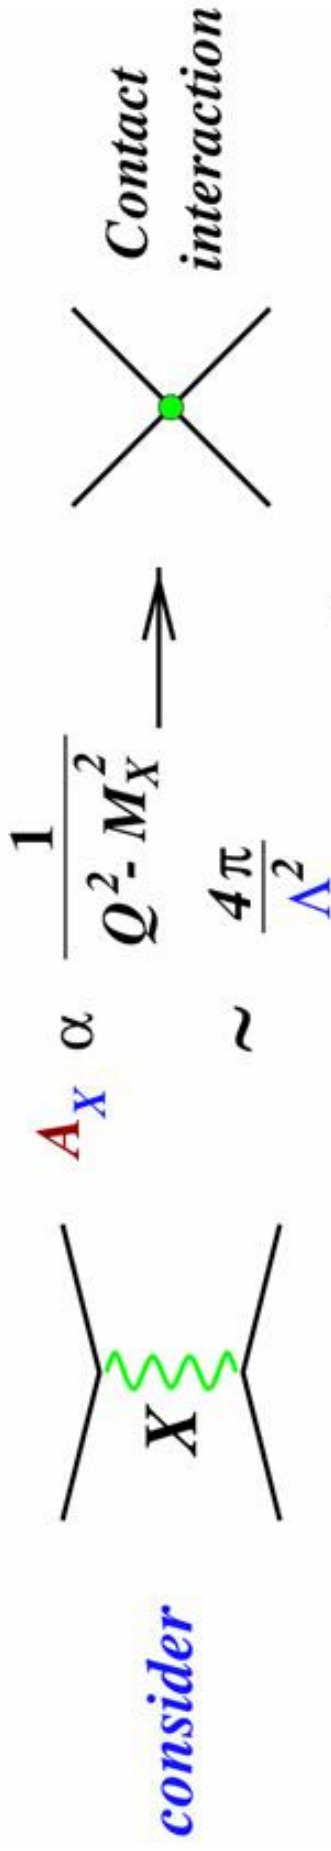 consider
X
A_X α 1 / (Q² - M_X²)
~ 4π / Λ²
Contact
interaction